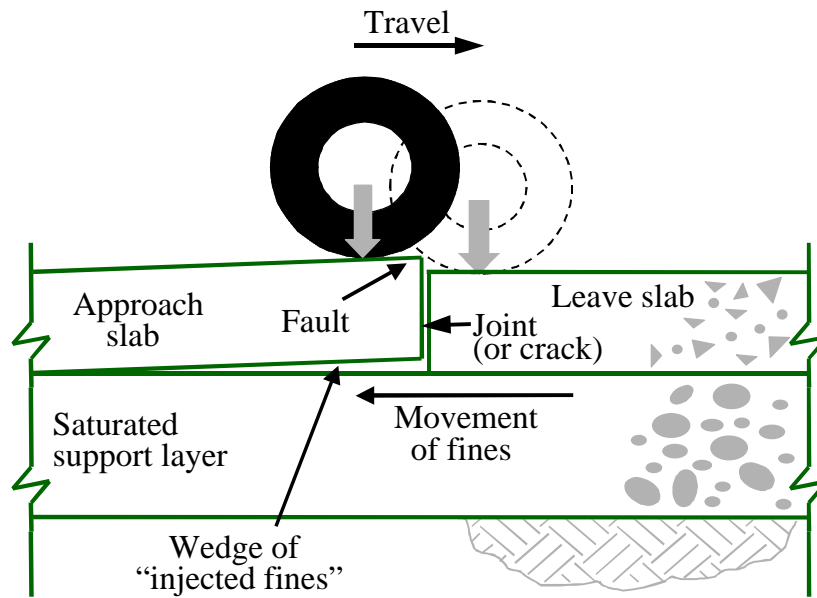 Travel
Approach
slab
Fault
Leave slab
Joint
(or crack)
Saturated
support layer
Movement
of fines
Wedge of
“injected fines”